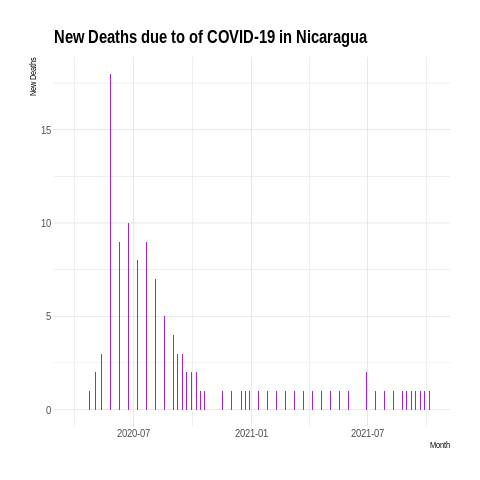 New Deaths due to of COVID-19 in Nicaragua
New Deaths
15
10
5
0
2020-07
2021-01
2021-07
Month